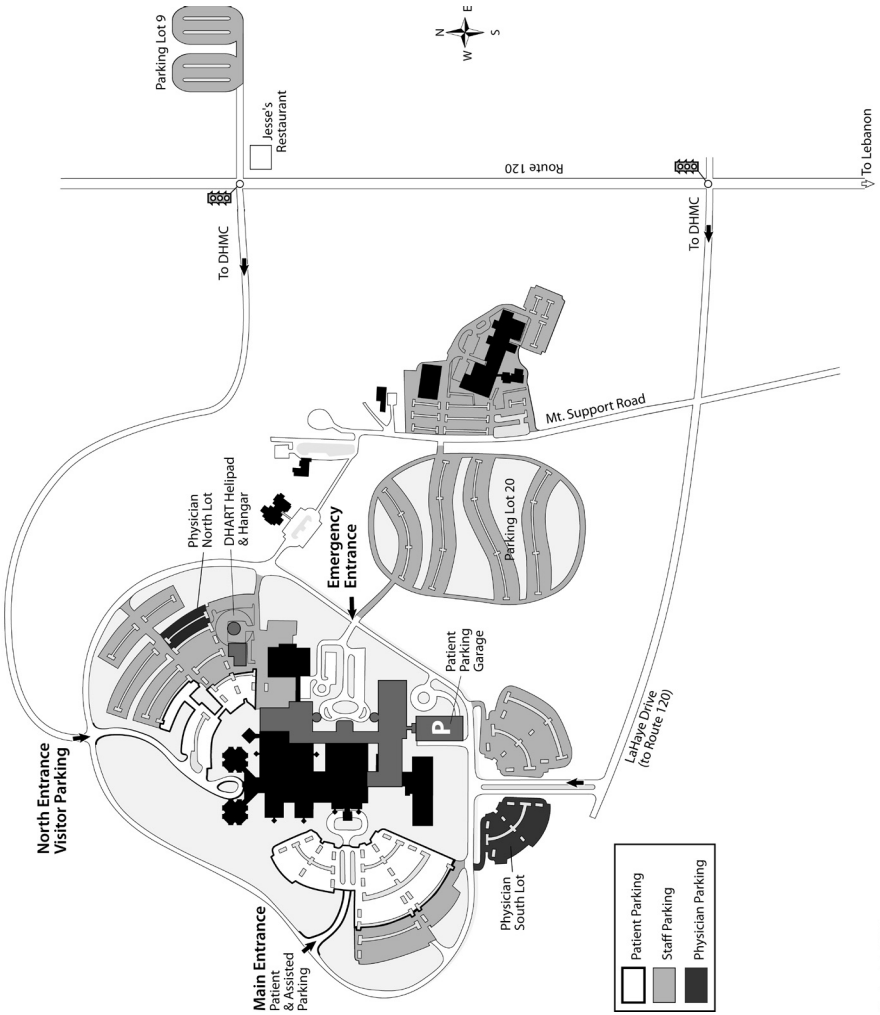 Parking Lot 9
Jesse's
Restaurant
N
E
S
W
Route 120
To Lebanon
To DHMC
To DHMC
Mt. Support Road
Parking Lot 20
Physician
North Lot
DHART Helipad
& Hangar
Emergency
Entrance
Patient
Parking
Garage
P
LaHaye Drive
(to Route 120)
North Entrance
Visitor Parking
Main Entrance
Patient
& Assisted
Parking
Physician
South Lot
Patient Parking
Staff Parking
Physician Parking